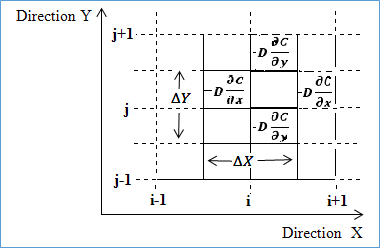 Direction Y
j+1
-D ∂C/∂y
-D ∂C/∂x
-D ∂C/∂x
ΔY
j
-D ∂C/∂y
ΔX
j-1
i-1 i i+1
Direction X